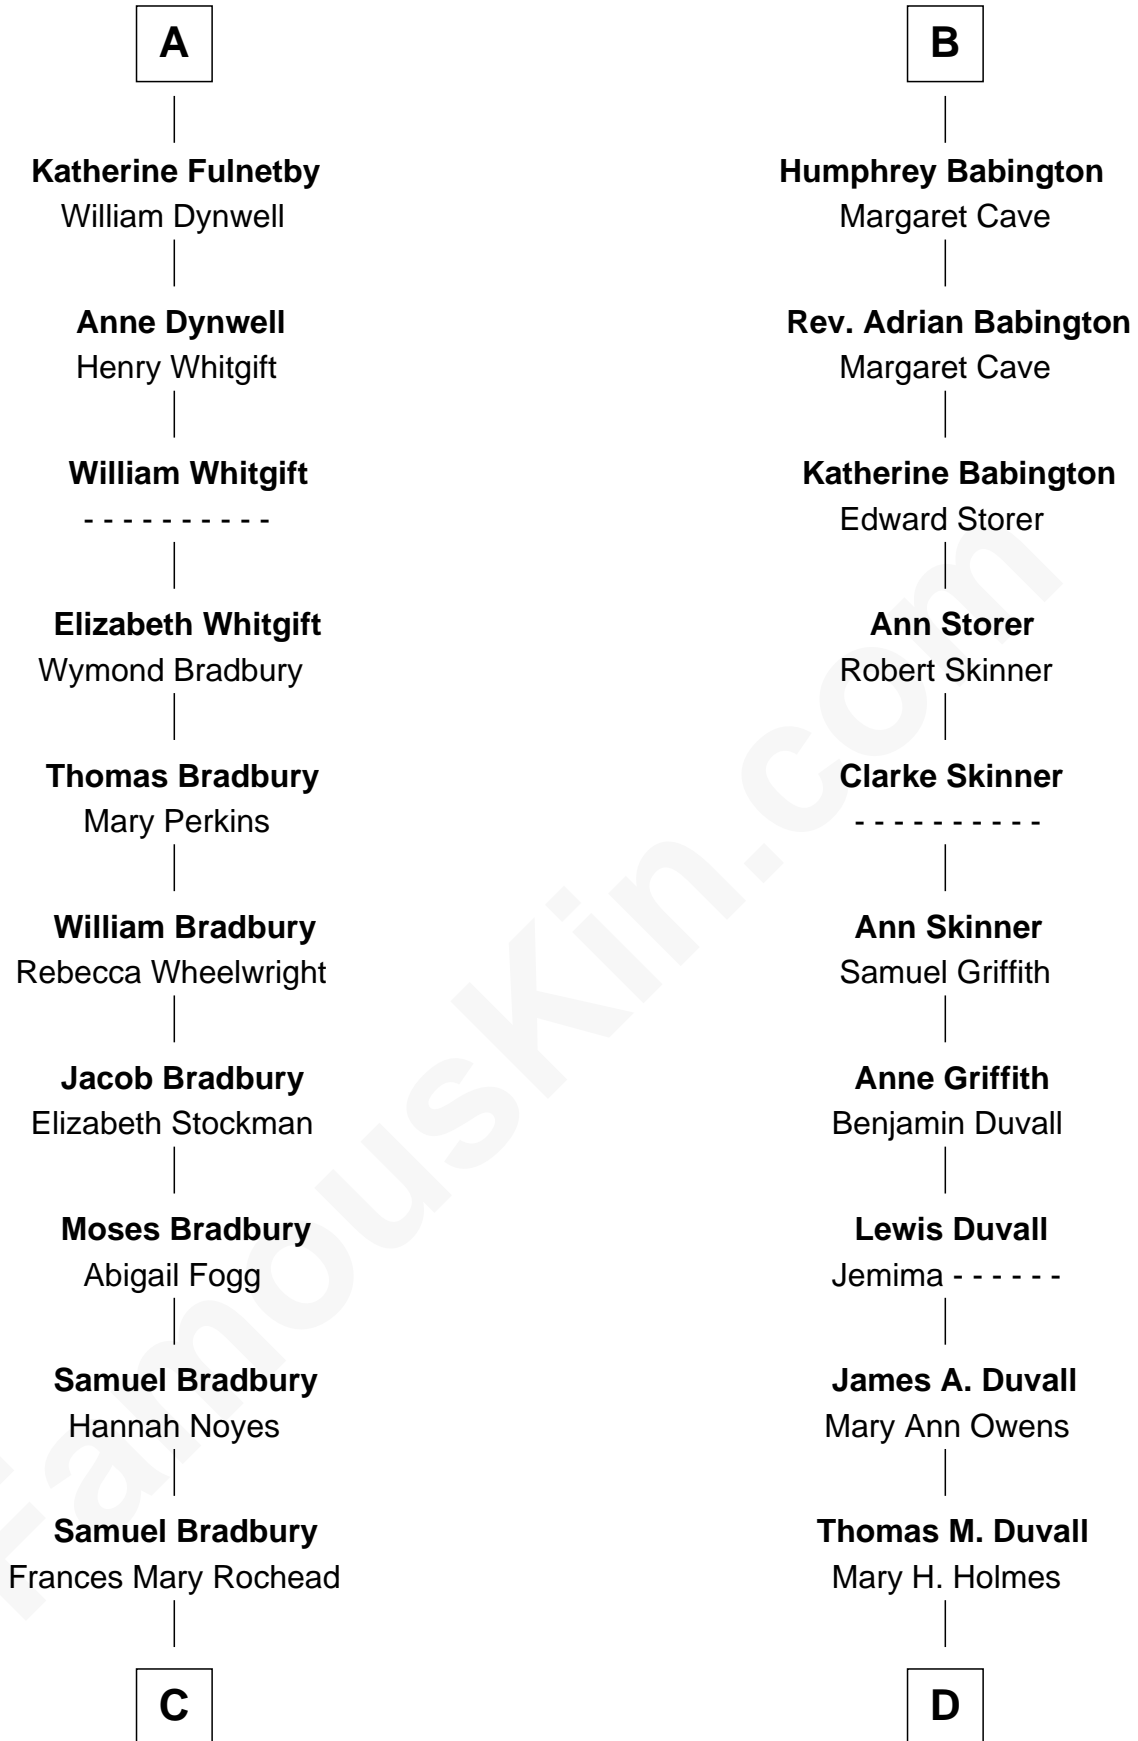 A
Katherine Fulnetby
William Dynwell
Anne Dynwell
Henry Whitgift
William Whitgift
- - - - - - - - - -
Elizabeth Whitgift
Wymond Bradbury
Thomas Bradbury
Mary Perkins
William Bradbury
Rebecca Wheelwright
Jacob Bradbury
Elizabeth Stockman
Moses Bradbury
Abigail Fogg
Samuel Bradbury
Hannah Noyes
Samuel Bradbury
Frances Mary Rochead
C
B
Humphrey Babington
Margaret Cave
Rev. Adrian Babington
Margaret Cave
Katherine Babington
Edward Storer
Ann Storer
Robert Skinner
Clarke Skinner
- - - - - - - - - -
Ann Skinner
Samuel Griffith
Anne Griffith
Benjamin Duvall
Lewis Duvall
Jemima - - - - - -
James A. Duvall
Mary Ann Owens
Thomas M. Duvall
Mary H. Holmes
D
FamousKin.com